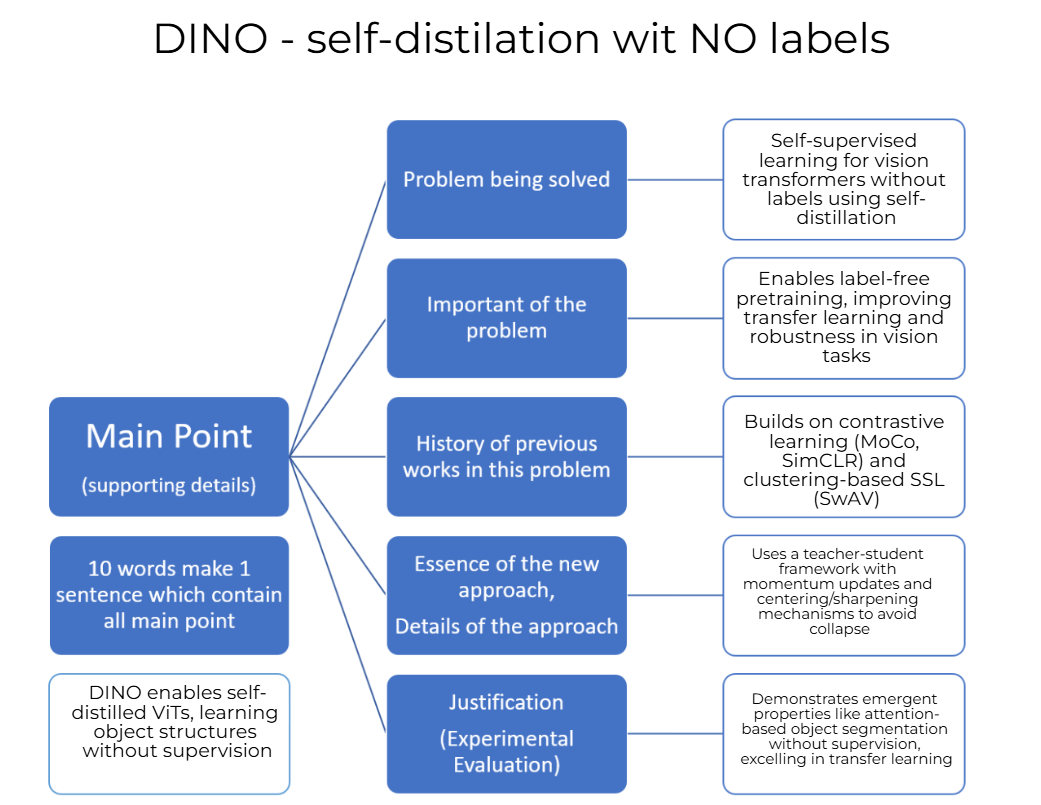 DINO - self-distilation wit NO labels
Problem being solved
Self-supervised
learning for vision
transformers without
labels using self-
distillation
Important of the
problem
Enables label-free
pretraining, improving
transfer learning and
robustness in vision
tasks
Main Point
(supporting details)
History of previous
works in this problem
Builds on contrastive
learning (MoCo,
SimCLR) and
clustering-based SSL
(SwAV)
10 words make 1
sentence which contain
all main point
Essence of the new
approach,
Details of the approach
Uses a teacher-student
framework with
momentum updates and
centering/sharpening
mechanisms to avoid
collapse
DINO enables self-
distilled ViTs, learning
object structures
without supervision
Justification
(Experimental
Evaluation)
Demonstrates emergent
properties like attention-
based object segmentation
without supervision,
excelling in transfer learning